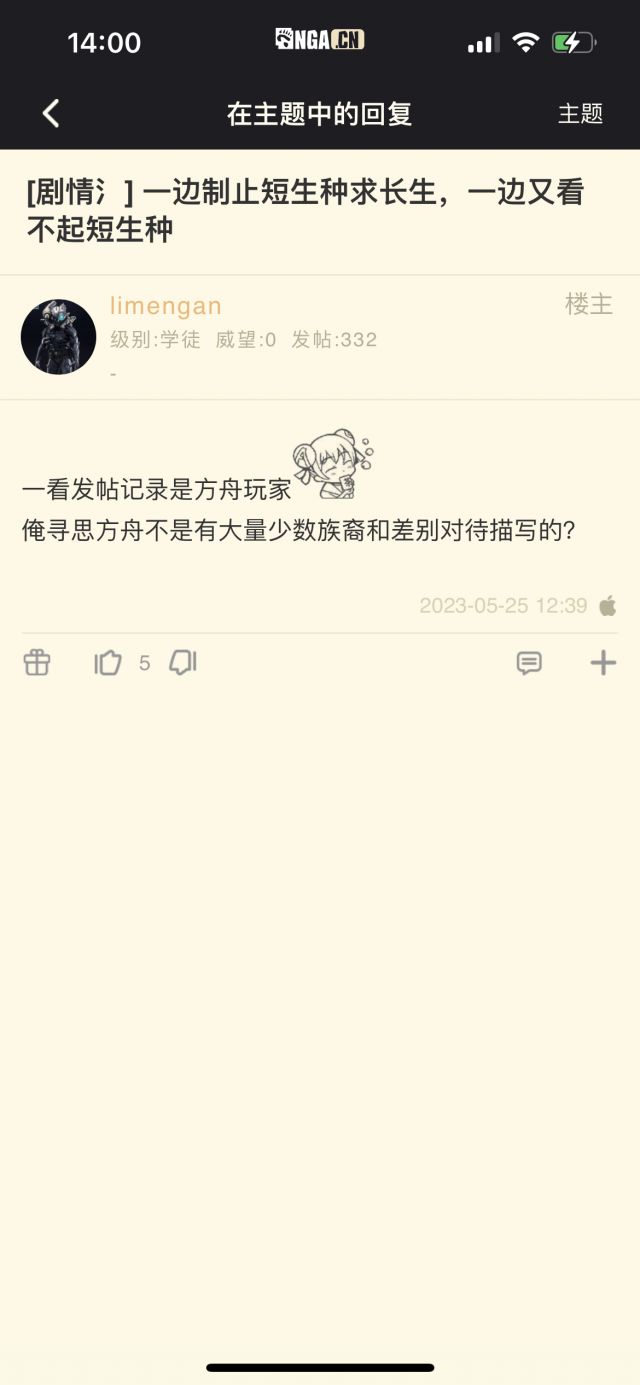 14:00
NGA.CN
在主题中的回复
主题
[剧情氵] 一边制止短生种求长生，一边又看
不起短生种
limengan
楼主
级别:学徒 威望:0 发帖:332
-
一看发帖记录是方舟玩家
俺寻思方舟不是有大量少数族裔和差别对待描写的？
2023-05-25 12:39
5